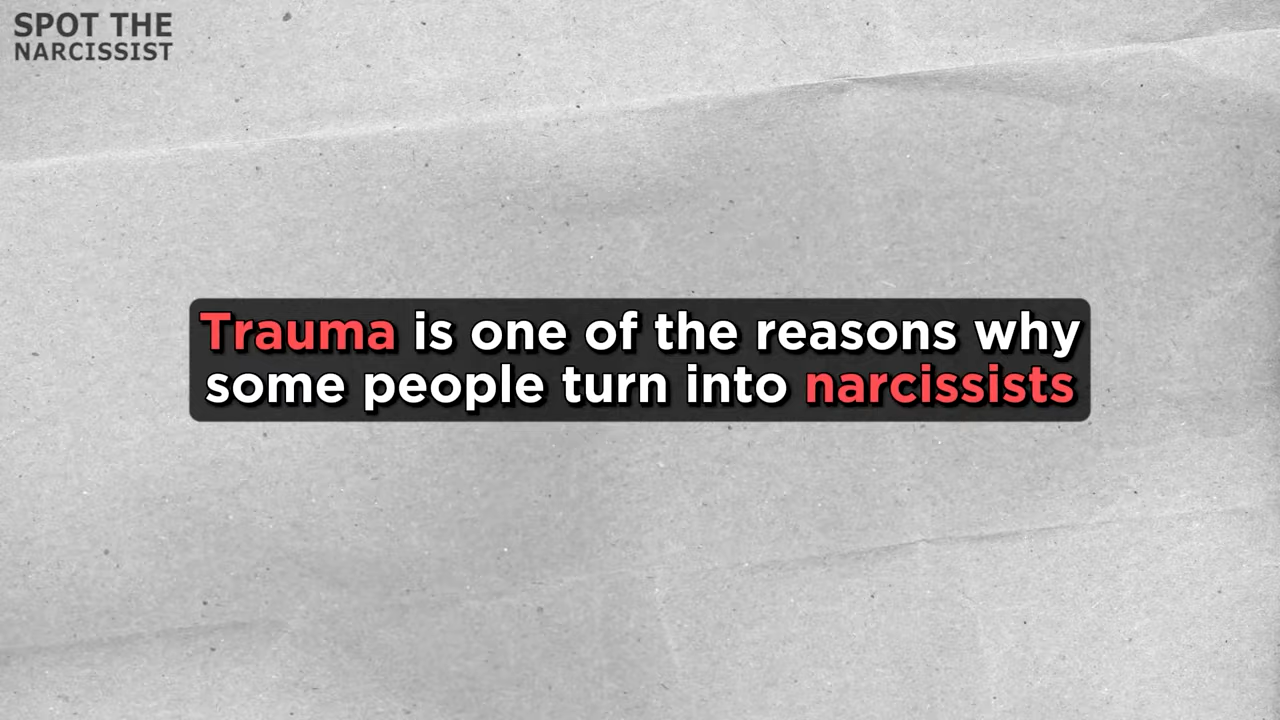 SPOT THE
NARCISSIST
Trauma is one of the reasons why
some people turn into narcissists